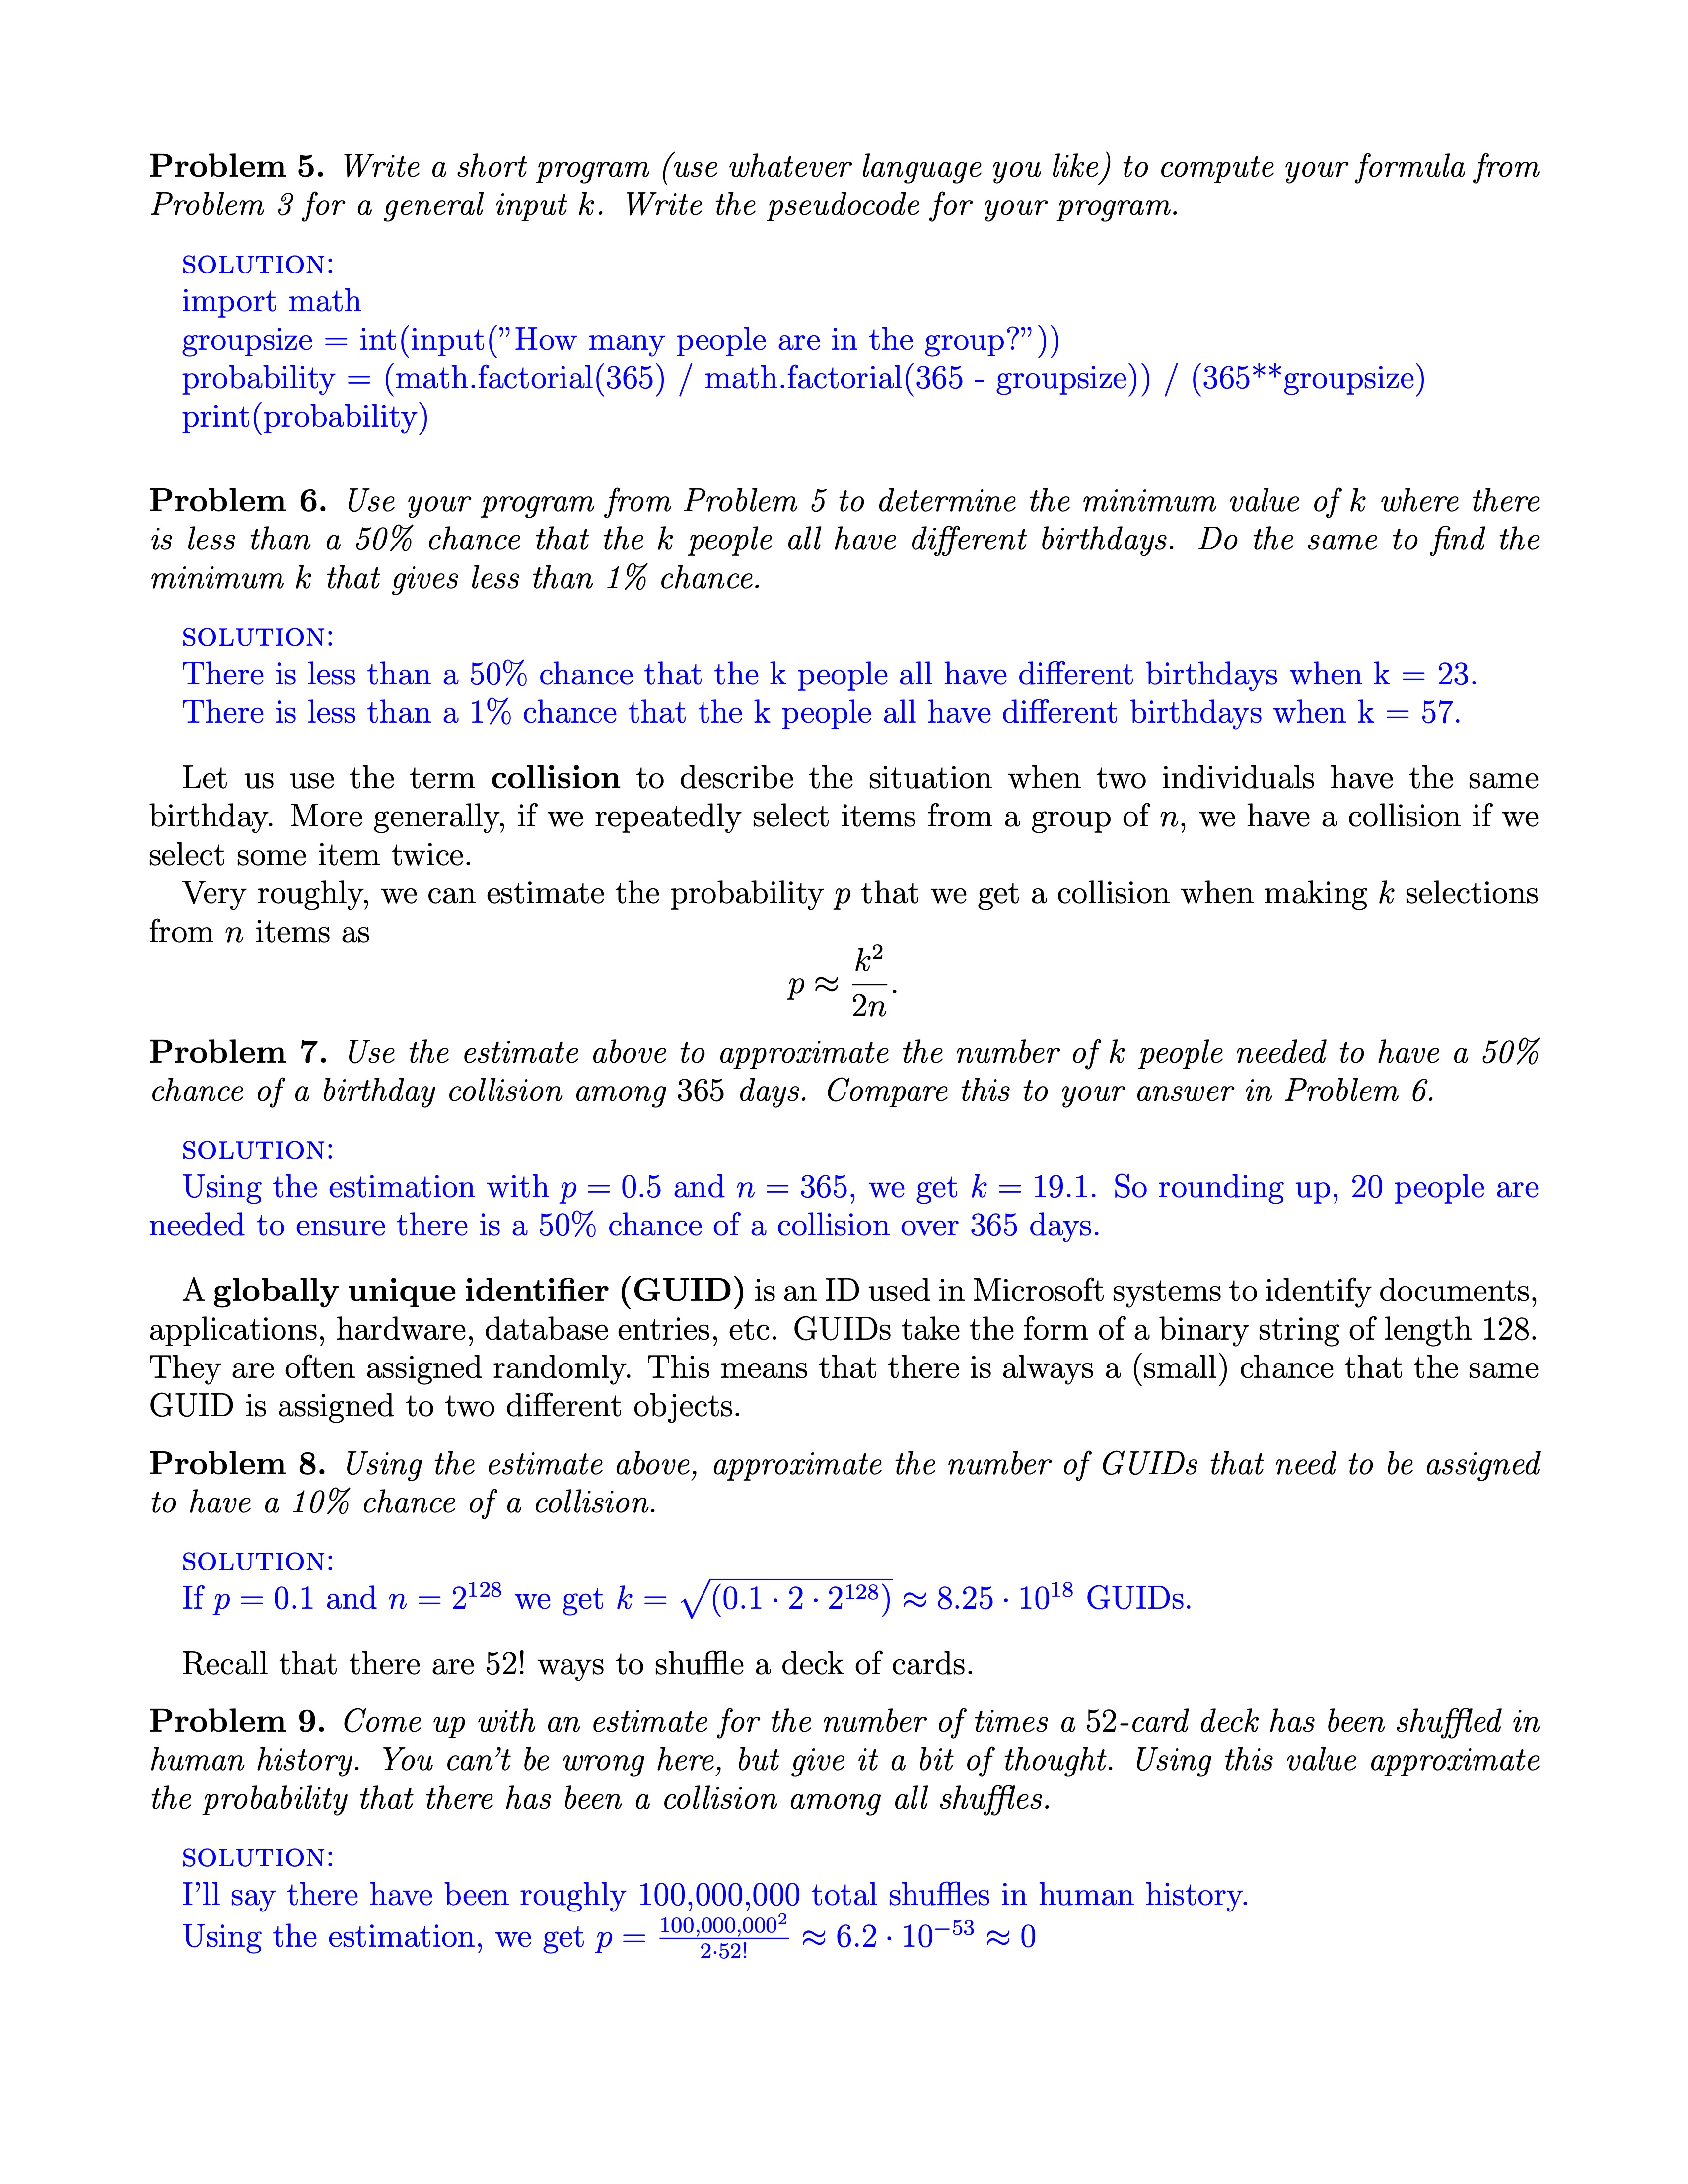 Problem 5. Write a short program (use whatever language you like) to compute your formula from
Problem 3 for a general input k. Write the pseudocode for your program.
SOLUTION:
import math
groupsize = int(input(”How many people are in the group?”))
probability = (math.factorial(365) / math.factorial(365 - groupsize)) / (365**groupsize)
print(probability)
Problem 6. Use your program from Problem 5 to determine the minimum value of k where there
is less than a 50% chance that the k people all have different birthdays. Do the same to find the
minimum k that gives less than 1% chance.
SOLUTION:
There is less than a 50% chance that the k people all have different birthdays when k = 23.
There is less than a 1% chance that the k people all have different birthdays when k = 57.
Let us use the term collision to describe the situation when two individuals have the same
birthday. More generally, if we repeatedly select items from a group of n, we have a collision if we
select some item twice.
Very roughly, we can estimate the probability p that we get a collision when making k selections
from n items as
p ≈ k²/2n.
Problem 7. Use the estimate above to approximate the number of k people needed to have a 50%
chance of a birthday collision among 365 days. Compare this to your answer in Problem 6.
SOLUTION:
Using the estimation with p = 0.5 and n = 365, we get k = 19.1. So rounding up, 20 people are
needed to ensure there is a 50% chance of a collision over 365 days.
A globally unique identifier (GUID) is an ID used in Microsoft systems to identify documents,
applications, hardware, database entries, etc. GUIDs take the form of a binary string of length 128.
They are often assigned randomly. This means that there is always a (small) chance that the same
GUID is assigned to two different objects.
Problem 8. Using the estimate above, approximate the number of GUIDs that need to be assigned
to have a 10% chance of a collision.
SOLUTION:
If p = 0.1 and n = 2¹²⁸ we get k = √(0.1 · 2 · 2¹²⁸) ≈ 8.25 · 10¹⁸ GUIDs.
Recall that there are 52! ways to shuffle a deck of cards.
Problem 9. Come up with an estimate for the number of times a 52-card deck has been shuffled in
human history. You can’t be wrong here, but give it a bit of thought. Using this value approximate
the probability that there has been a collision among all shuffles.
SOLUTION:
I’ll say there have been roughly 100,000,000 total shuffles in human history.
Using the estimation, we get p = 100,000,000²/2·52! ≈ 6.2 · 10⁻⁵³ ≈ 0